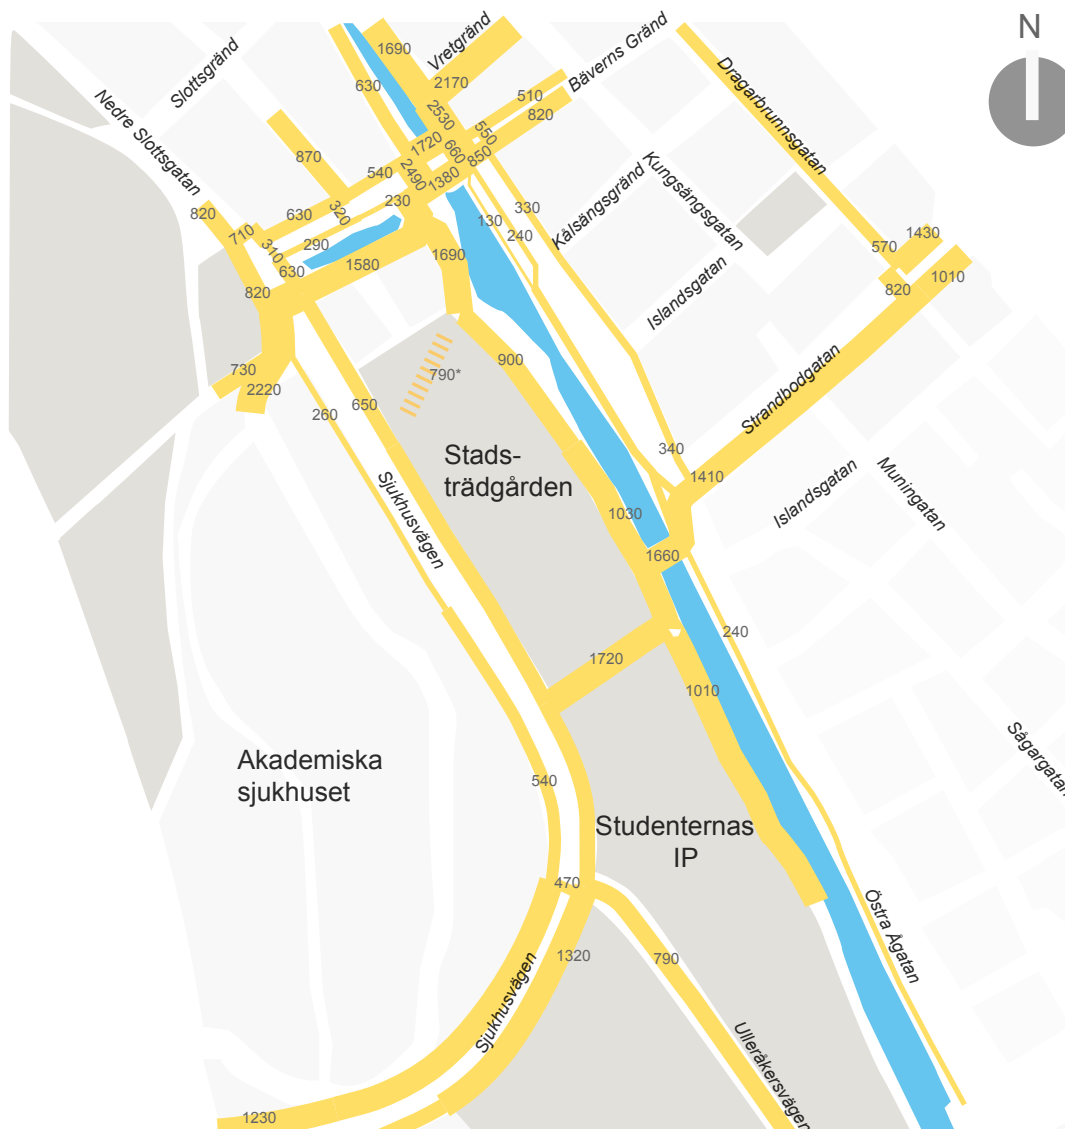 N
1690
Vretgränd
Bäverns Gränd
Slottsgränd
630
2170
510
Dragarbrunnsgatan
Nedre Slottsgatan
2530
820
550
1720
660
870
850
540
2490
1380
Kungsängsgatan
Kålsängsgränd
820
630
320
230
130
330
710
240
1430
310
290
570
630
1580
1690
Islandsgatan
1010
820
820
900
730
790*
2220
260
650
Strandbodgatan
Stads-
trädgården
340
1410
Islandsgatan
Muningatan
Sjukhusvägen
1030
1660
240
1720
1010
Akademiska
sjukhuset
540
Sågargatan
Studenternas
IP
470
Östra Ågatan
1320
790
Sjukhusvägen
Ulleråkersvägen
1230